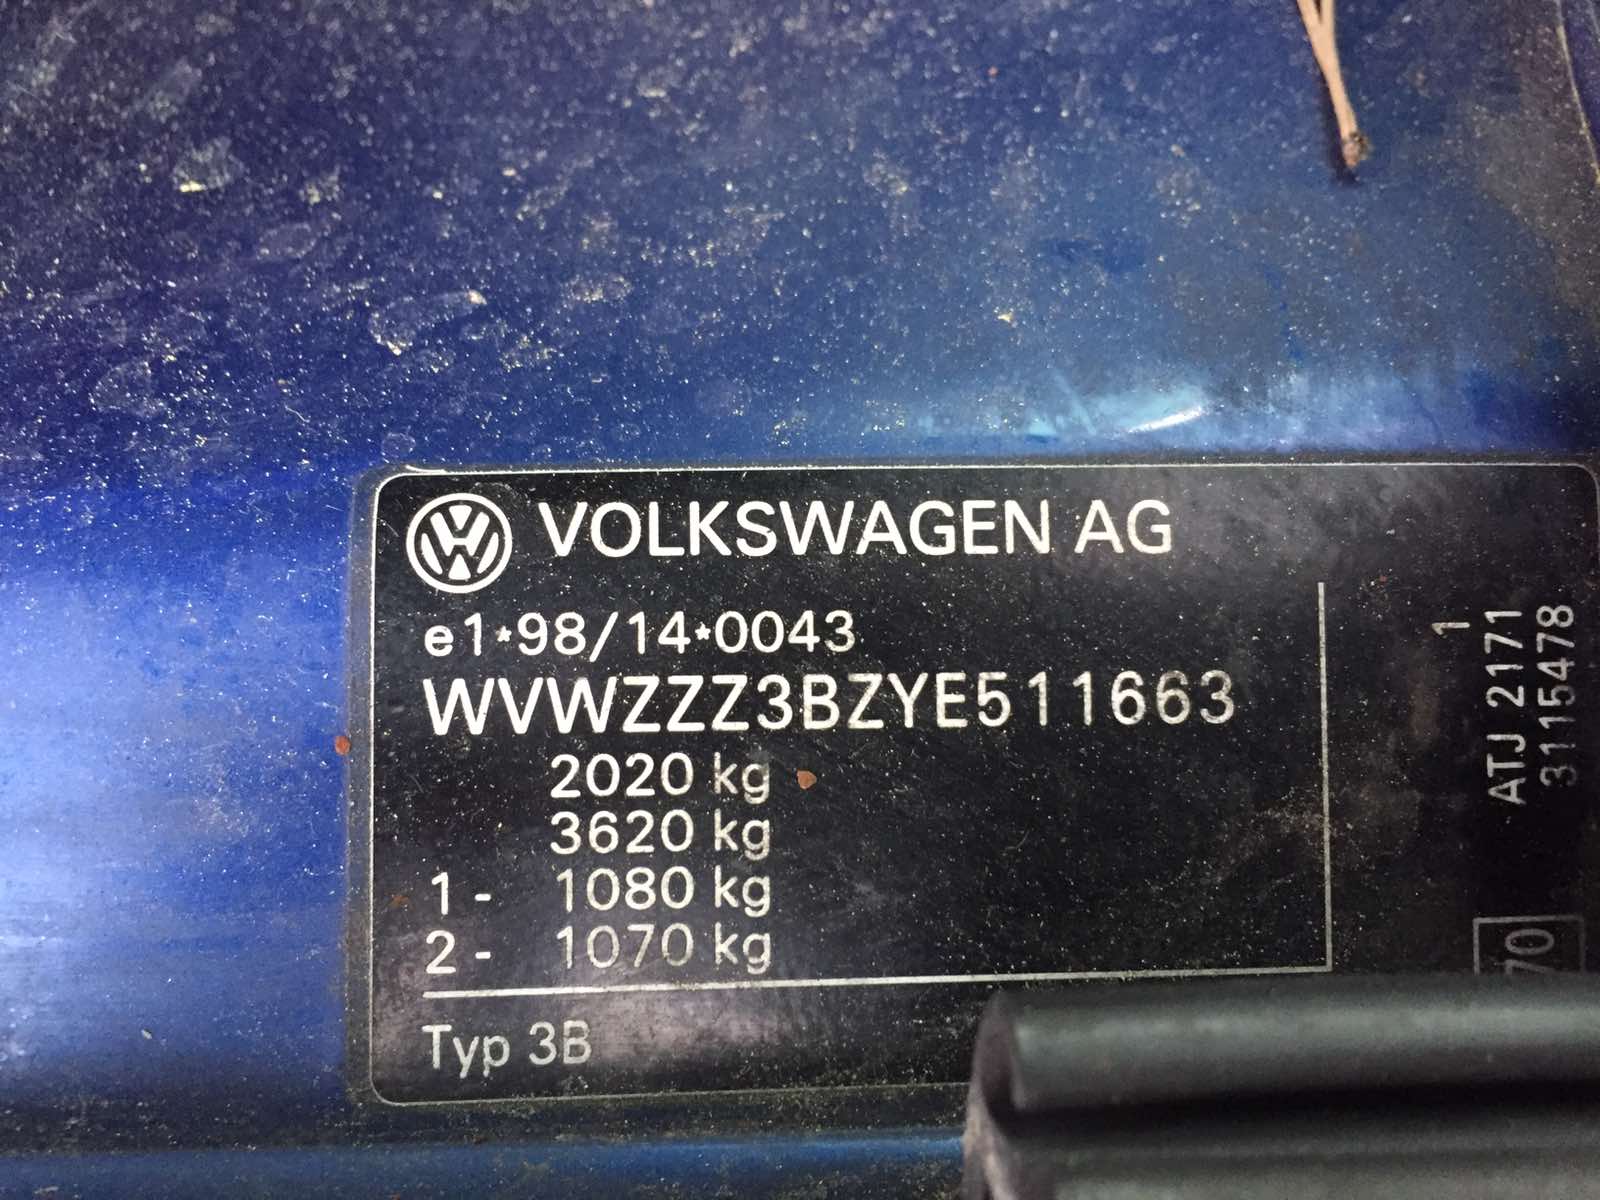 VOLKSWAGEN AG
e1*98/14*0043
WVWZZZ3BZYE511663
2020 kg
3620 kg
1 - 1080 kg
2 - 1070 kg
Typ 3B
1
ATJ 2171
3115478
70